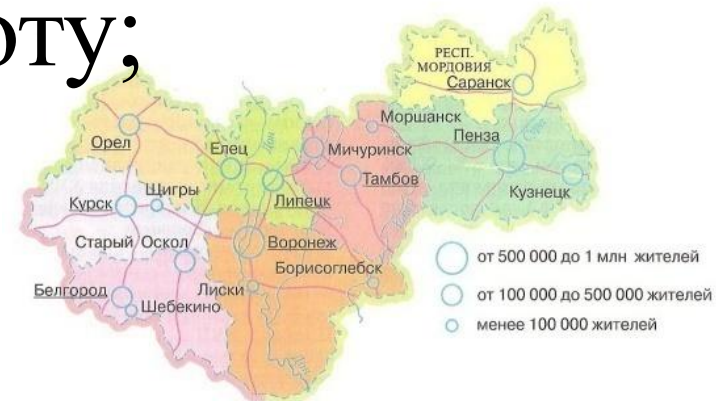 оту;
РЕСП.
МОРДОВИЯ
Саранск
Моршанск
Пенза
Орел
Елец
Дон
Мичуринск
Тамбов
Кузнецк
Щигры
Курск
Липецк
Старый Оскол
Воронеж
Борисоглебск
Белгород
Лиски
Шебекино
от 500 000 до 1 млн жителей
от 100 000 до 500 000 жителей
менее 100 000 жителей